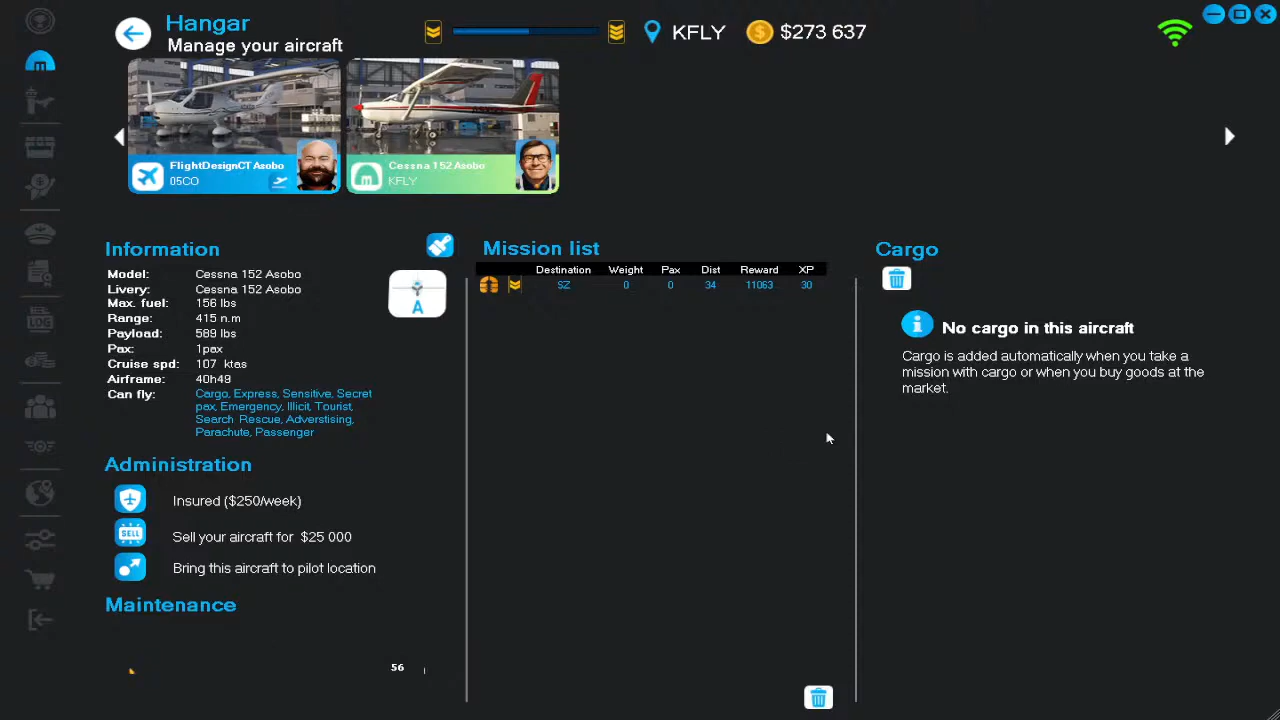 Hangar
Manage your aircraft
KFLY
$273 637
FlightDesignCT Asobo
05CO
Cessna 152 Asobo
KFLY
Information
Model: Cessna 152 Asobo
Livery: Cessna 152 Asobo
Max. fuel: 156 lbs
Range: 415 n.m
Payload: 589 lbs
Pax: 1pax
Cruise spd: 107 ktas
Airframe: 40h49
Can fly: Cargo, Express, Sensitive, Secret
pax, Emergency, Illicit, Tourist,
Search Rescue, Adverstising,
Parachute, Passenger
A
Administration
Insured ($250/week)
SELL
Sell your aircraft for $25 000
Bring this aircraft to pilot location
Maintenance
56
Mission list
Destination Weight Pax Dist Reward XP
SZ 0 0 34 11063 30
Cargo
No cargo in this aircraft
Cargo is added automatically when you take a
mission with cargo or when you buy goods at the
market.
LOG